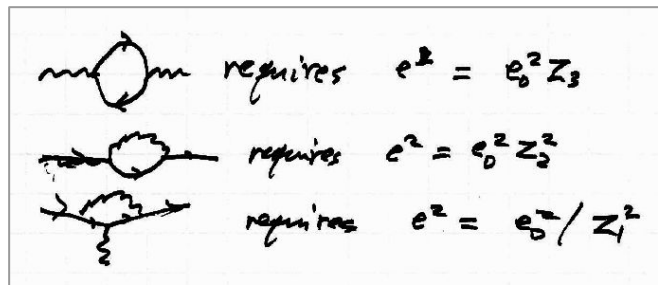 requires e² = e₀² Z₃
requires e² = e₀² Z₂²
requires e² = e₀² / Z₁²